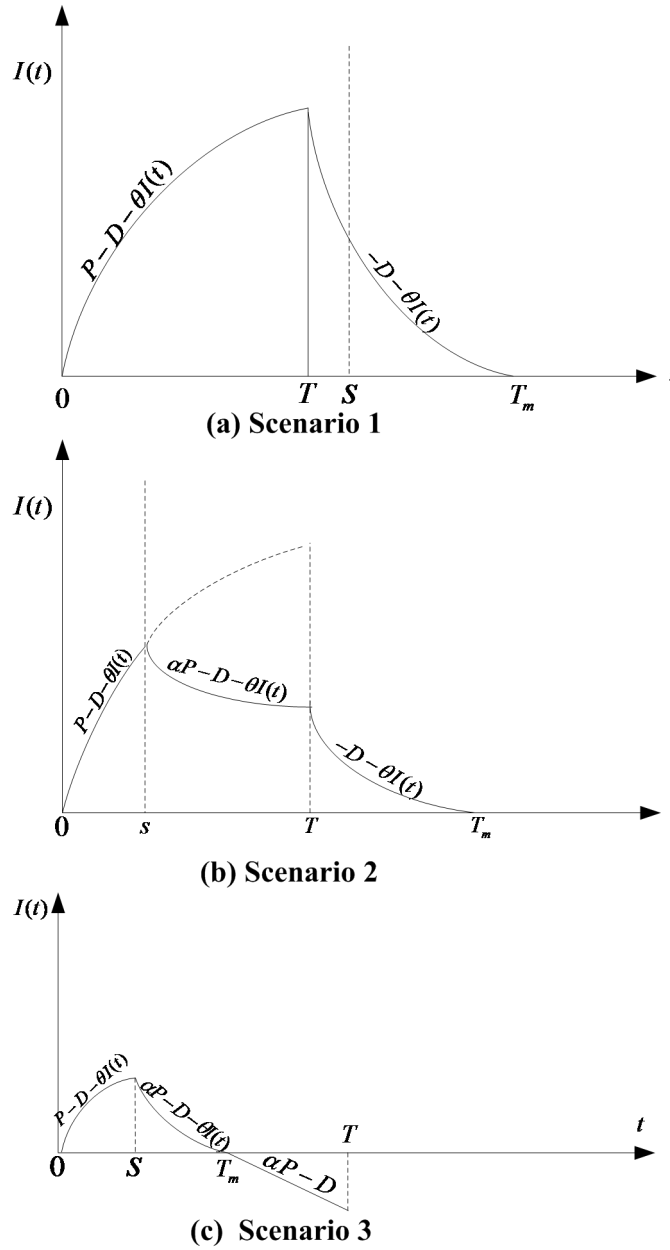 I(t)
P−D−θI(t)
−D−θI(t)
0 T S T_m
(a) Scenario 1
I(t)
P−D−θI(t)
αP−D−θI(t)
−D−θI(t)
0 s T T_m
(b) Scenario 2
I(t)
P−D−θI(t)
αP−D−θI(t)
T t
0 S T_m αP−D
(c) Scenario 3